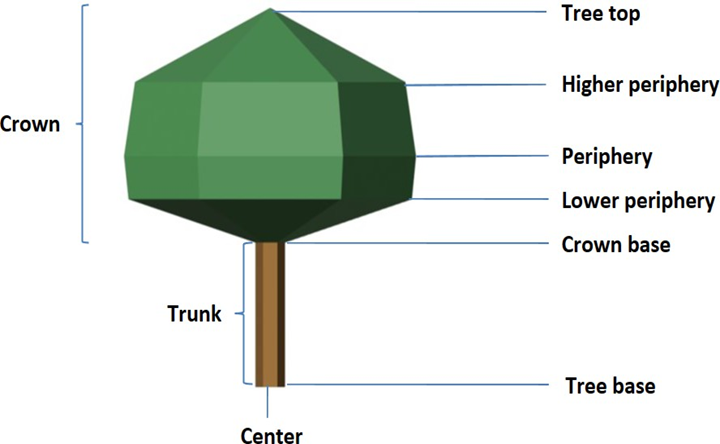 Tree top
Higher periphery
Crown
Periphery
Lower periphery
Crown base
Trunk
Tree base
Center